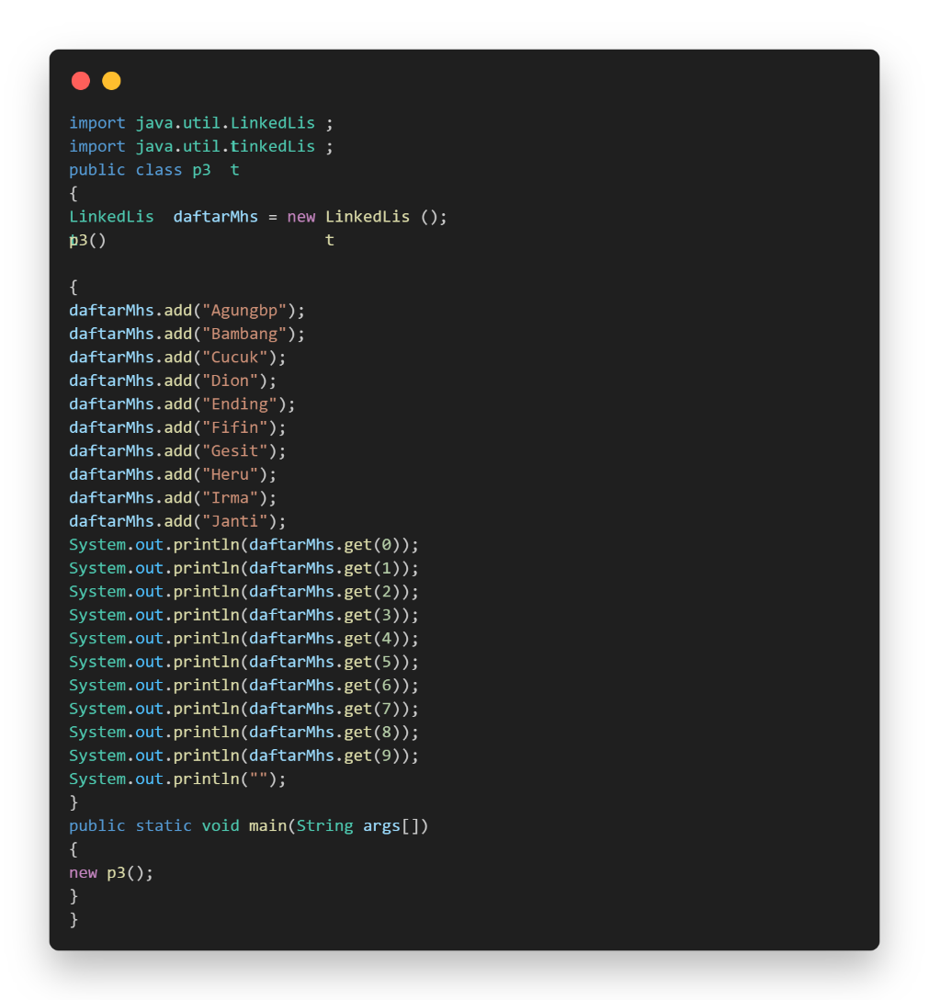 import java.util.LinkedList;
import java.util.LinkedList;
public class p3
{
LinkedList daftarMhs = new LinkedList();
p3()
{
daftarMhs.add("Agungbp");
daftarMhs.add("Bambang");
daftarMhs.add("Cucuk");
daftarMhs.add("Dion");
daftarMhs.add("Ending");
daftarMhs.add("Fifin");
daftarMhs.add("Gesit");
daftarMhs.add("Heru");
daftarMhs.add("Irma");
daftarMhs.add("Janti");
System.out.println(daftarMhs.get(0));
System.out.println(daftarMhs.get(1));
System.out.println(daftarMhs.get(2));
System.out.println(daftarMhs.get(3));
System.out.println(daftarMhs.get(4));
System.out.println(daftarMhs.get(5));
System.out.println(daftarMhs.get(6));
System.out.println(daftarMhs.get(7));
System.out.println(daftarMhs.get(8));
System.out.println(daftarMhs.get(9));
System.out.println("");
}
public static void main(String args[])
{
new p3();
}
}